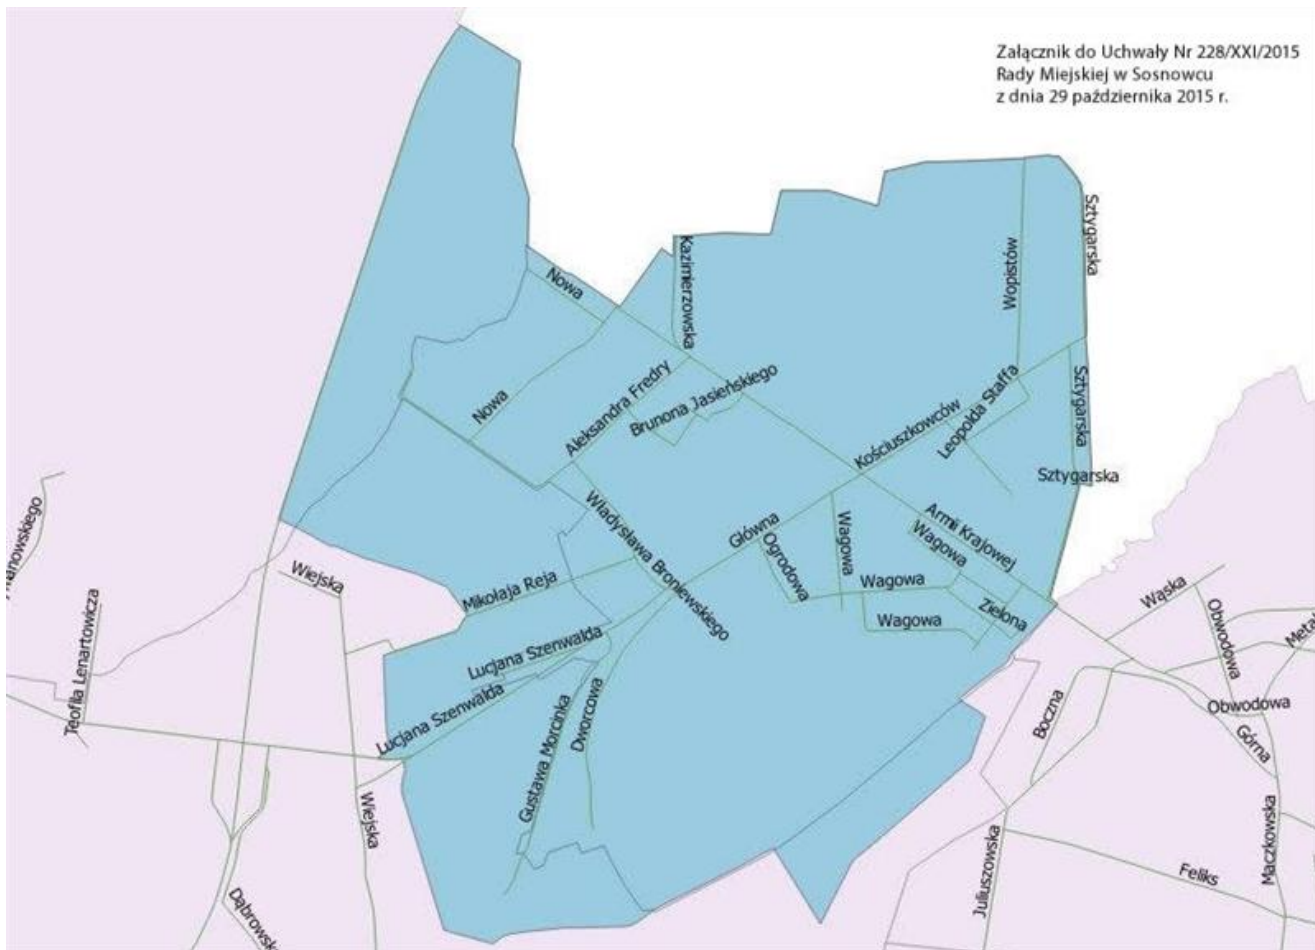 Załącznik do Uchwały Nr 228/XXI/2015
Rady Miejskiej w Sosnowcu
z dnia 29 października 2015 r.
Sztygarska
Kazimierzowska
Wopistów
Nowa
Nowa
Aleksandra Fredry
Brunona Jasieńskiego
Kościuszkowców
Leopolda Staffa
Sztygarska
Sztygarska
Władysława Broniewskiego
Główna
Ogrodowa
Wagowa
Armii Krajowej
Wagowa
Wagowa
Wagowa
Zielona
Wiejska
Mikołaja Reja
Teofila Lenartowicza
Lucjana Szenwalda
Lucjana Szenwalda
Gustawa Morcinka
Dworcowa
Wiejska
Wąska
Obwodowa
Obwodowa
Boczna
Górna
Maczkowska
Juliuszowska
Feliks